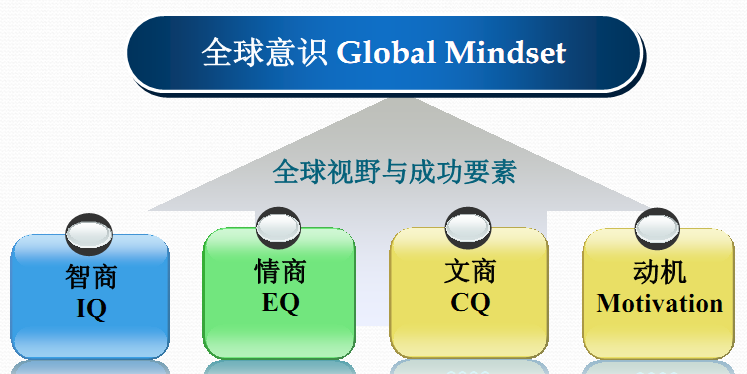 全球意识 Global Mindset
全球视野与成功要素
智商
IQ
情商
EQ
文商
CQ
动机
Motivation